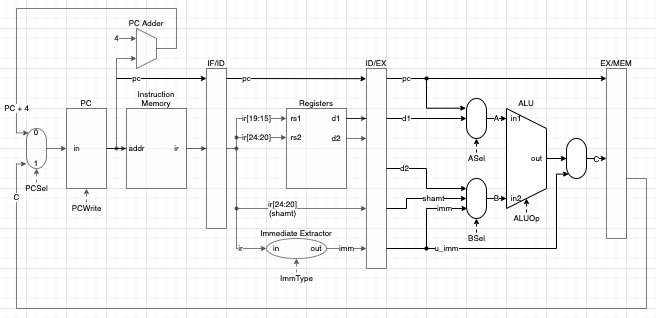 PC Adder
4
IF/ID
ID/EX
EX/MEM
pc
pc
pc
PC + 4
PC
Instruction
Memory
Registers
ALU
0
1
in
addr
ir
ir[19:15]
rs1
d1
ir[24:20]
rs2
d2
d1
A
in1
ASel
out
C
PCSel
C
PCWrite
d2
shamt
imm
B
in2
ALUOp
BSel
ir[24:20]
(shamt)
Immediate Extractor
ir
in
out
imm
u_imm
ImmType